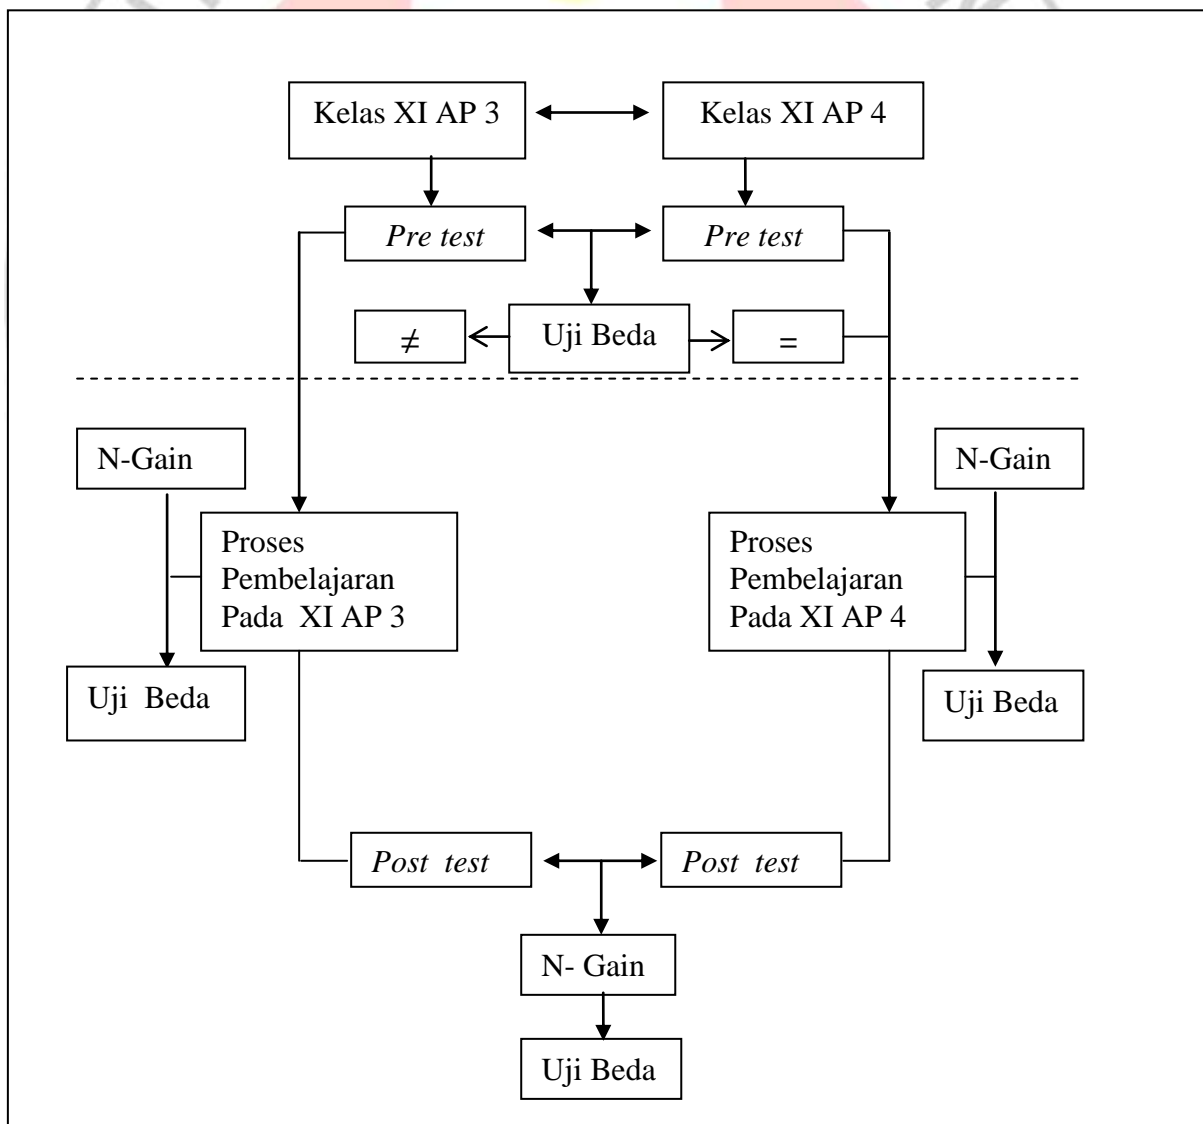 Kelas XI AP 3
Kelas XI AP 4
Pre test
Pre test
≠
Uji Beda
=
N-Gain
N-Gain
Proses
Pembelajaran
Pada XI AP 3
Proses
Pembelajaran
Pada XI AP 4
Uji Beda
Uji Beda
Post test
Post test
N- Gain
Uji Beda